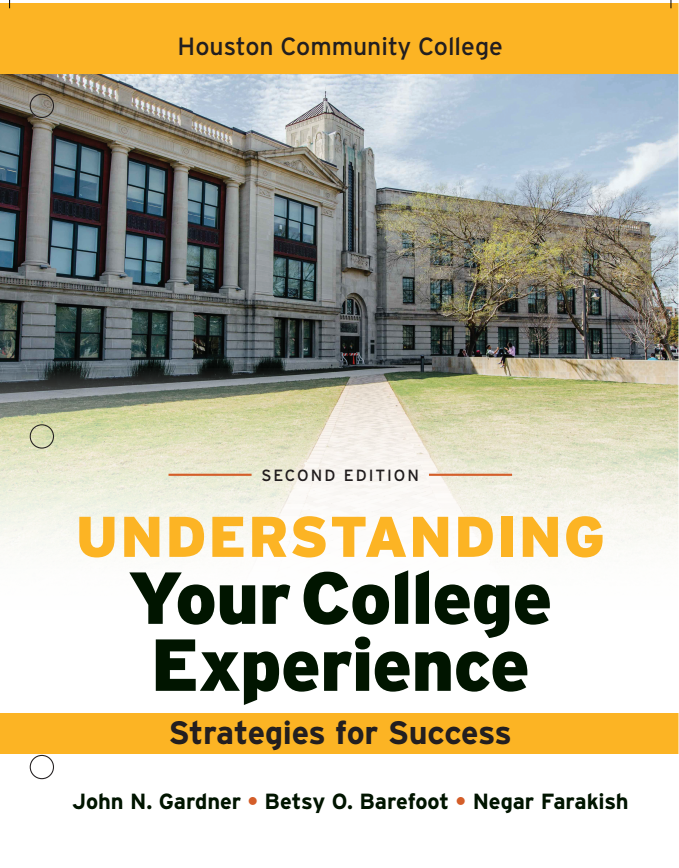 Houston Community College
SECOND EDITION
UNDERSTANDING
Your College
Experience
Strategies for Success
John N. Gardner • Betsy O. Barefoot • Negar Farakish